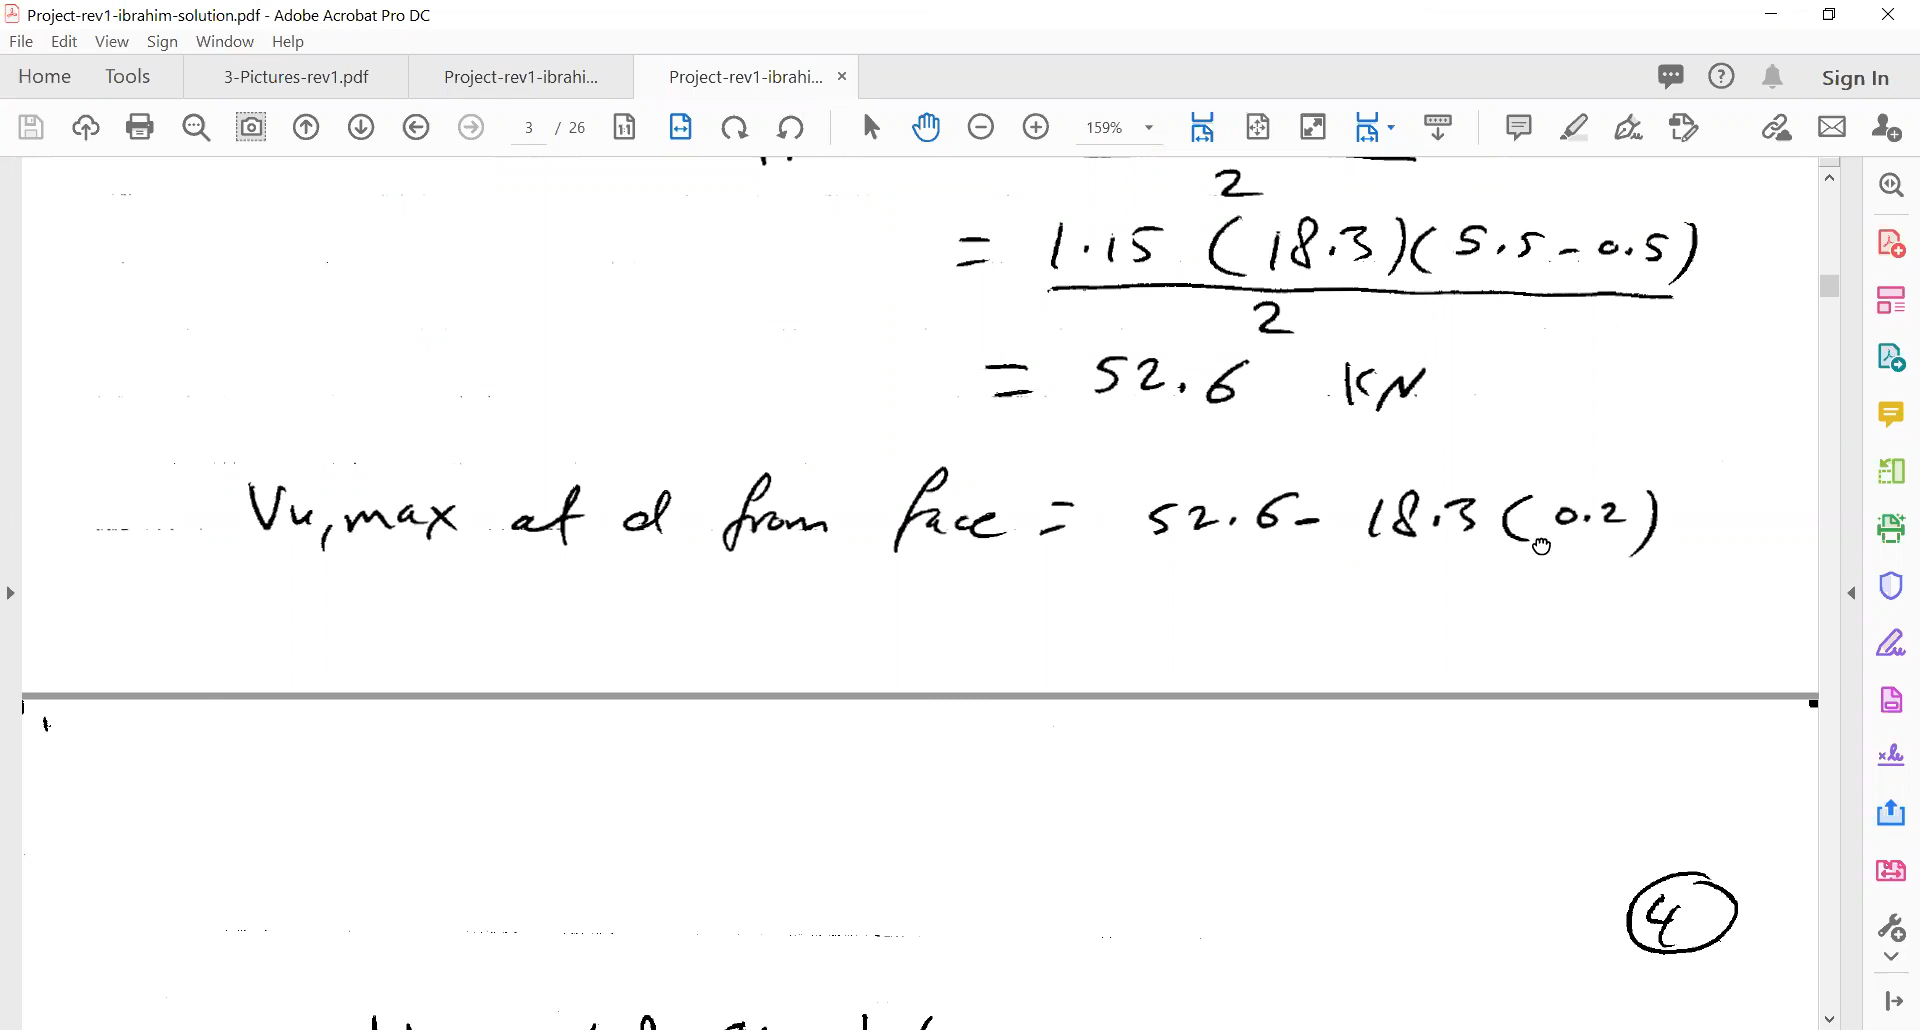 Project-rev1-ibrahim-solution.pdf - Adobe Acrobat Pro DC
File Edit View Sign Window Help
Home Tools 3-Pictures-rev1.pdf Project-rev1-ibrahi... Project-rev1-ibrahi... × Sign In
3 / 26 159%
2
= 1.15 (18.3)(5.5-0.5)
2
= 52.6 KN
Vu,max at d from face = 52.6 - 18.3 (0.2)
4